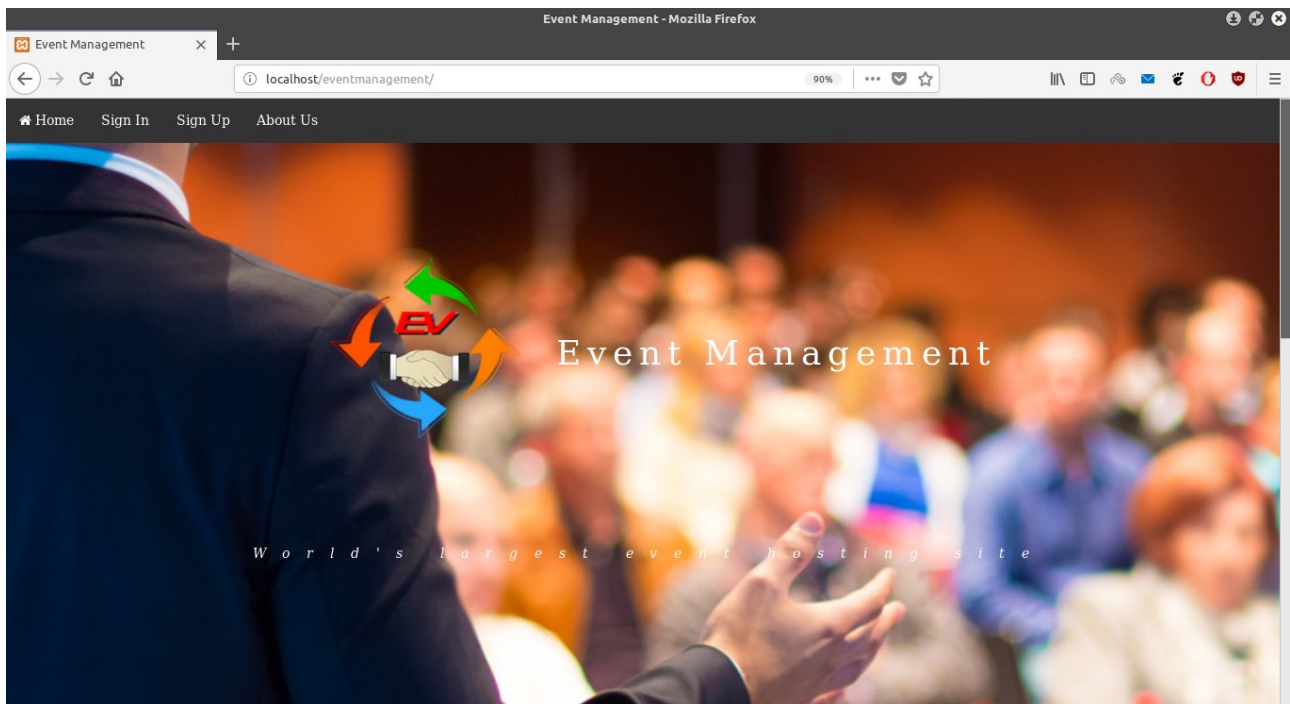 Event Management - Mozilla Firefox
Event Management
localhost/eventmanagement/
90%
Home Sign In Sign Up About Us
EV
Event Management
World's largest event hosting site